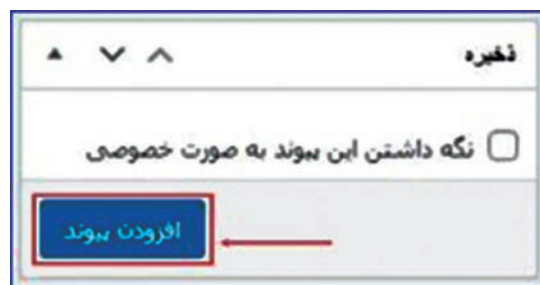 ذخیره
نگه داشتن این پیوند به صورت خصوصی
افزودن پیوند